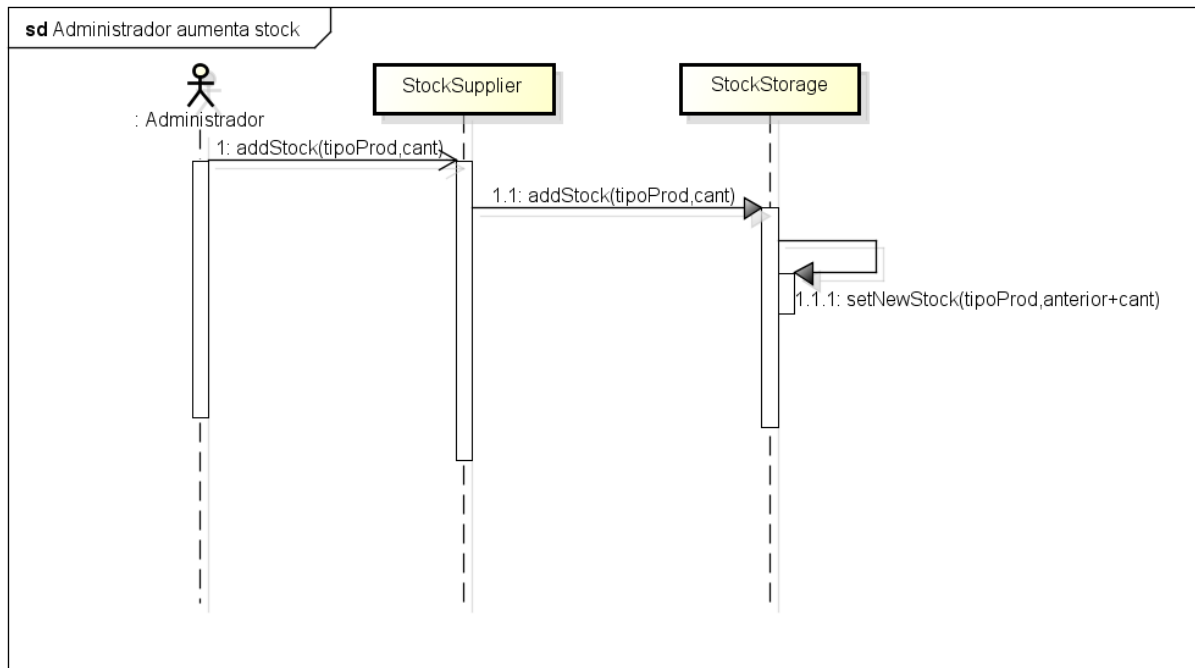 sd Administrador aumenta stock
: Administrador
StockSupplier
StockStorage
1: addStock(tipoProd,cant)
1.1: addStock(tipoProd,cant)
1.1.1: setNewStock(tipoProd,anterior+cant)